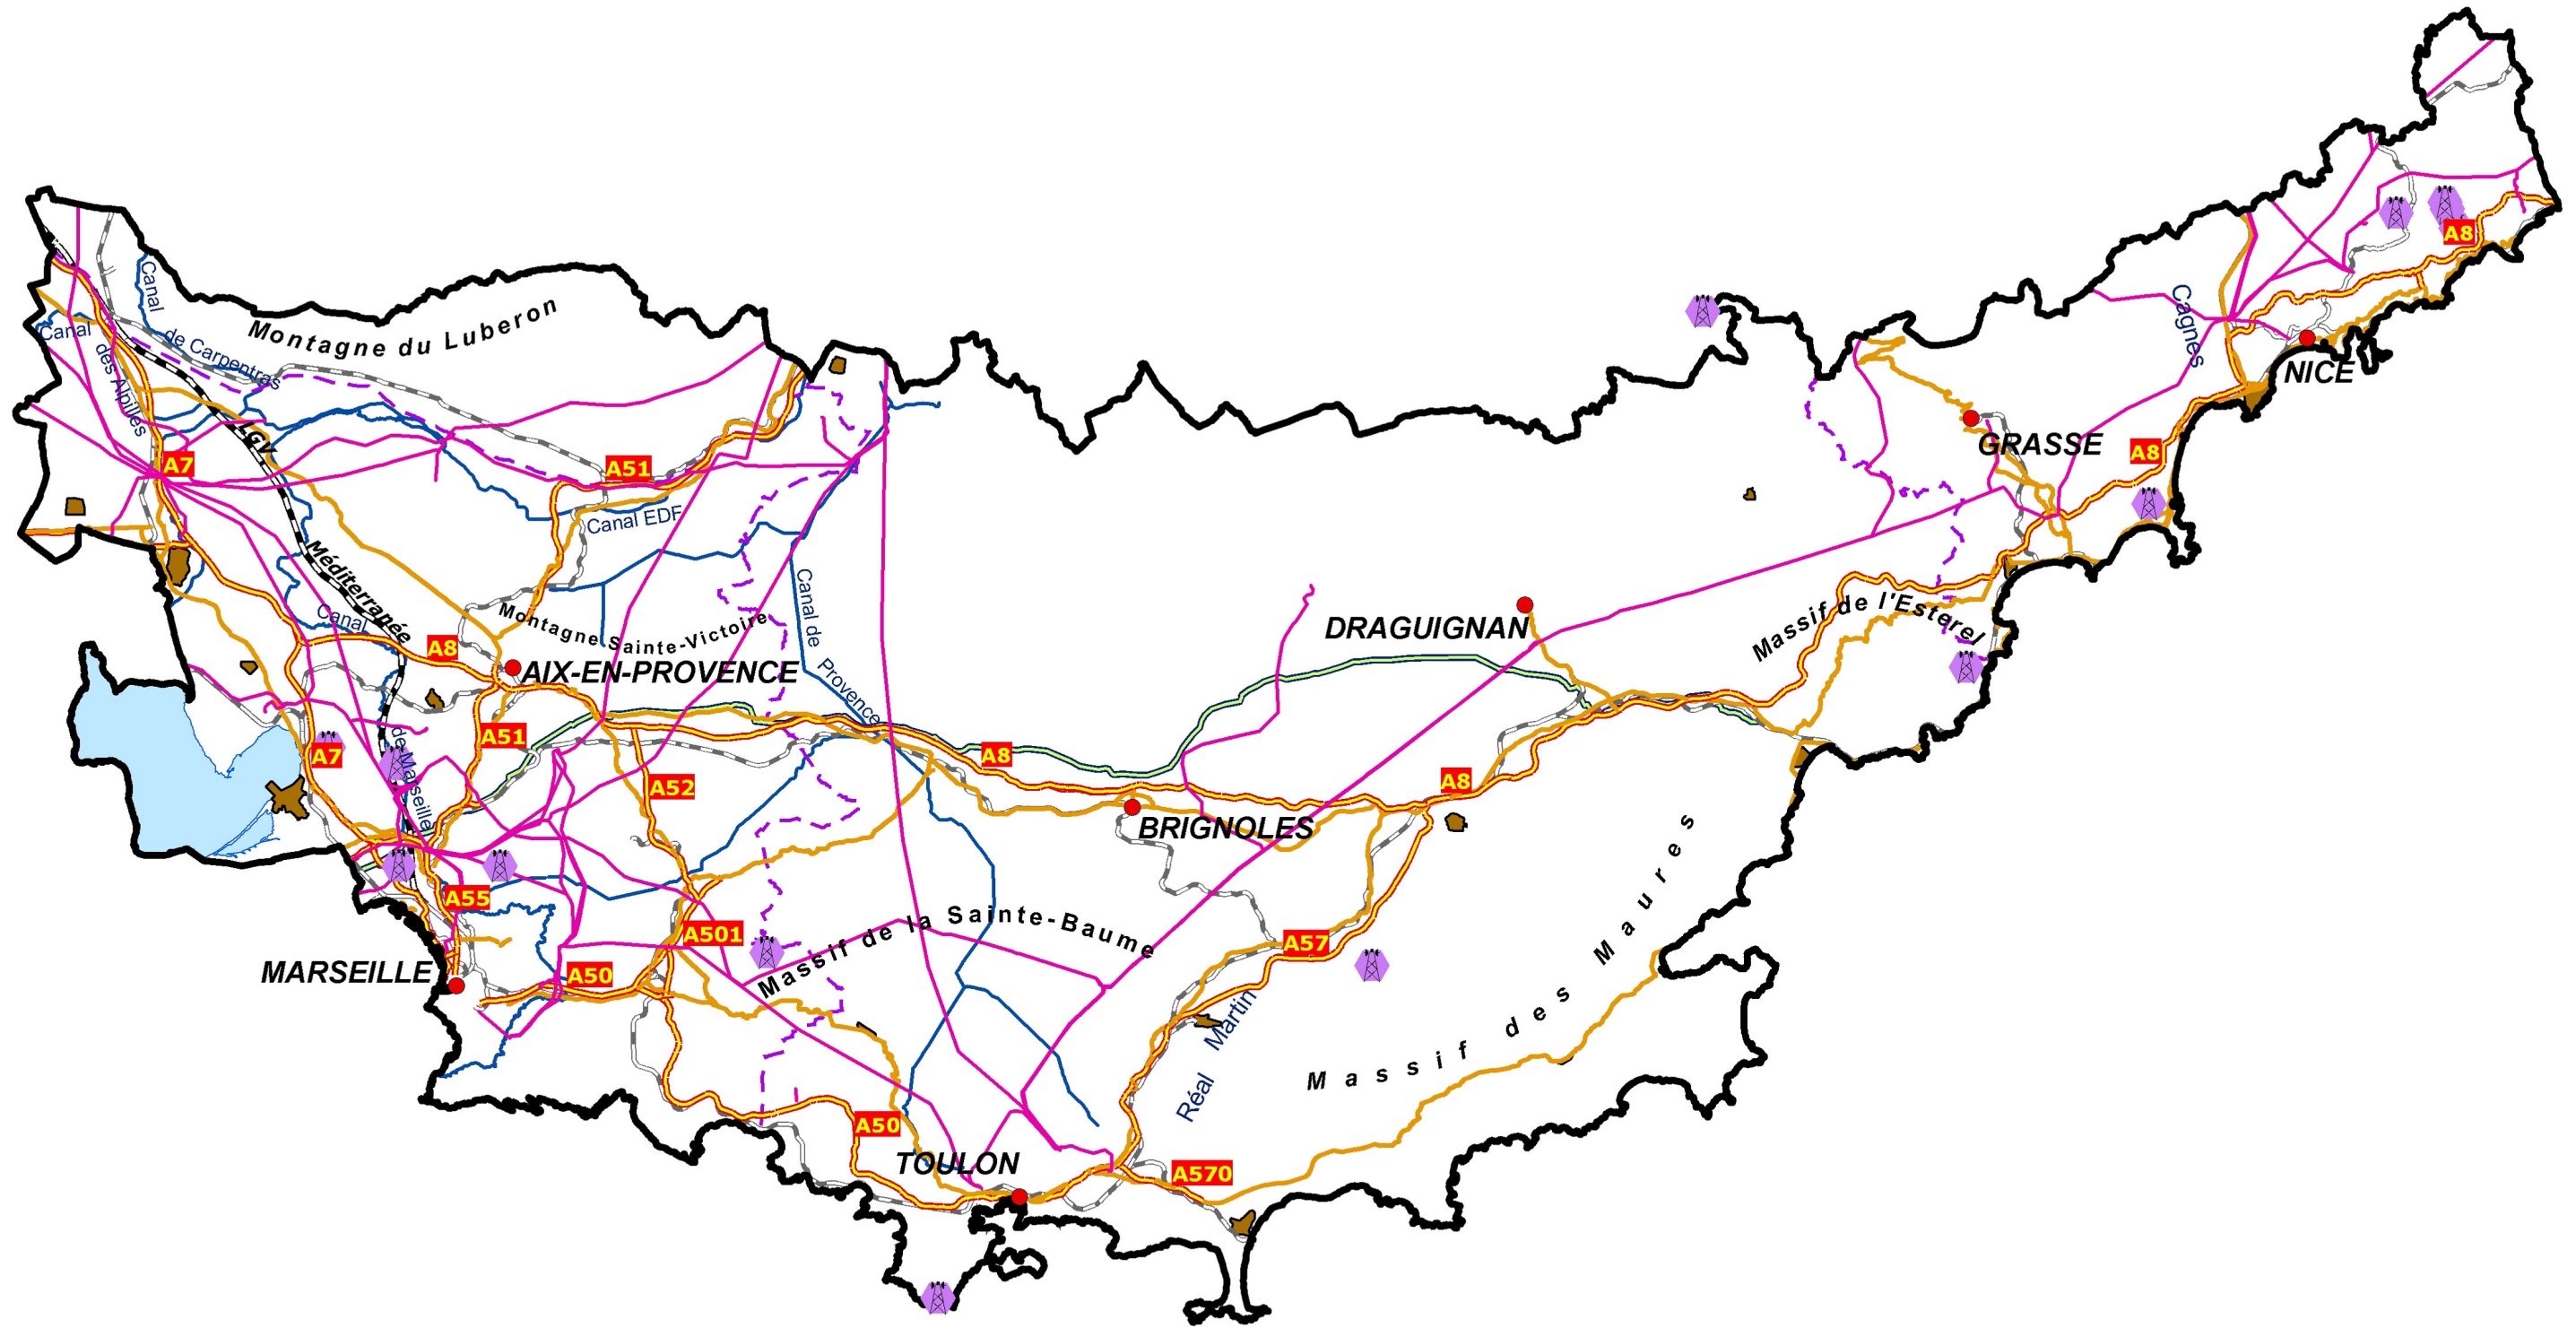 A8
Canal
de Carpentras
Montagne du Luberon
Canal
des Alpilles
Cagnes
NICE
LGV
Méditerranée
GRASSE
A8
A7
A51
Canal EDF
Canal
Montagne Sainte-Victoire
Canal de Provence
A8
AIX-EN-PROVENCE
DRAGUIGNAN
Massif de l'Esterel
A51
A7
de Marseille
A52
A8
A8
BRIGNOLES
A55
A501
Massif de la Sainte-Baume
A57
MARSEILLE
A50
Massif des Maures
Réal Martin
A50
TOULON
A570